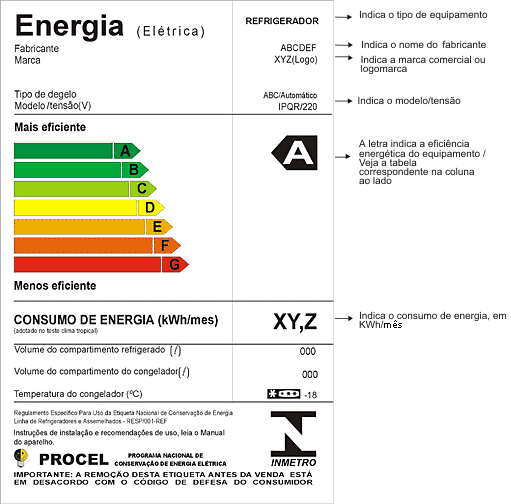 Energia (Elétrica)
REFRIGERADOR
Indica o tipo de equipamento
Fabricante
ABCDEF
Indica o nome do fabricante
Marca
XYZ(Logo)
Indica a marca comercial ou
logomarca
Tipo de degelo
ABC/Automático
Modelo/tensão(V)
IPQR/220
Indica o modelo/tensão
Mais eficiente
A
B
C
D
E
F
G
Menos eficiente
A
A letra indica a eficiência
energética do equipamento /
Veja a tabela
correspondente na coluna
ao lado
CONSUMO DE ENERGIA (kWh/mes)
(adotado no teste clima tropical)
XY,Z
Indica o consumo de energia, em
KWh/mês
Volume do compartimento refrigerado (ℓ)
000
Volume do compartimento do congelador(ℓ)
000
Temperatura do congelador (ºC)
-18
Regulamento Específico Para Uso da Etiqueta Nacional de Conservação de Energia
Linha de Refrigeradores e Assemelhados - RESP/001-REF
Instruções de instalação e recomendações de uso, leia o Manual
do aparelho.
PROCEL
PROGRAMA NACIONAL DE
CONSERVAÇÃO DE ENERGIA ELÉTRICA
INMETRO
IMPORTANTE: A REMOÇÃO DESTA ETIQUETA ANTES DA VENDA ESTÁ
EM DESACORDO COM O CÓDIGO DE DEFESA DO CONSUMIDOR